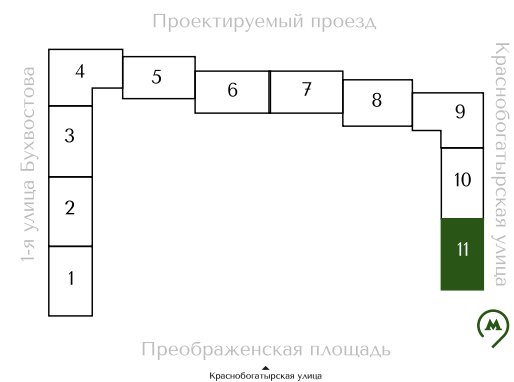 Проектируемый проезд
1-я улица Бухвостова
Краснобогатырская улица
4
5
6
7
8
9
3
10
2
11
1
М
Преображенская площадь
Краснобогатырская улица